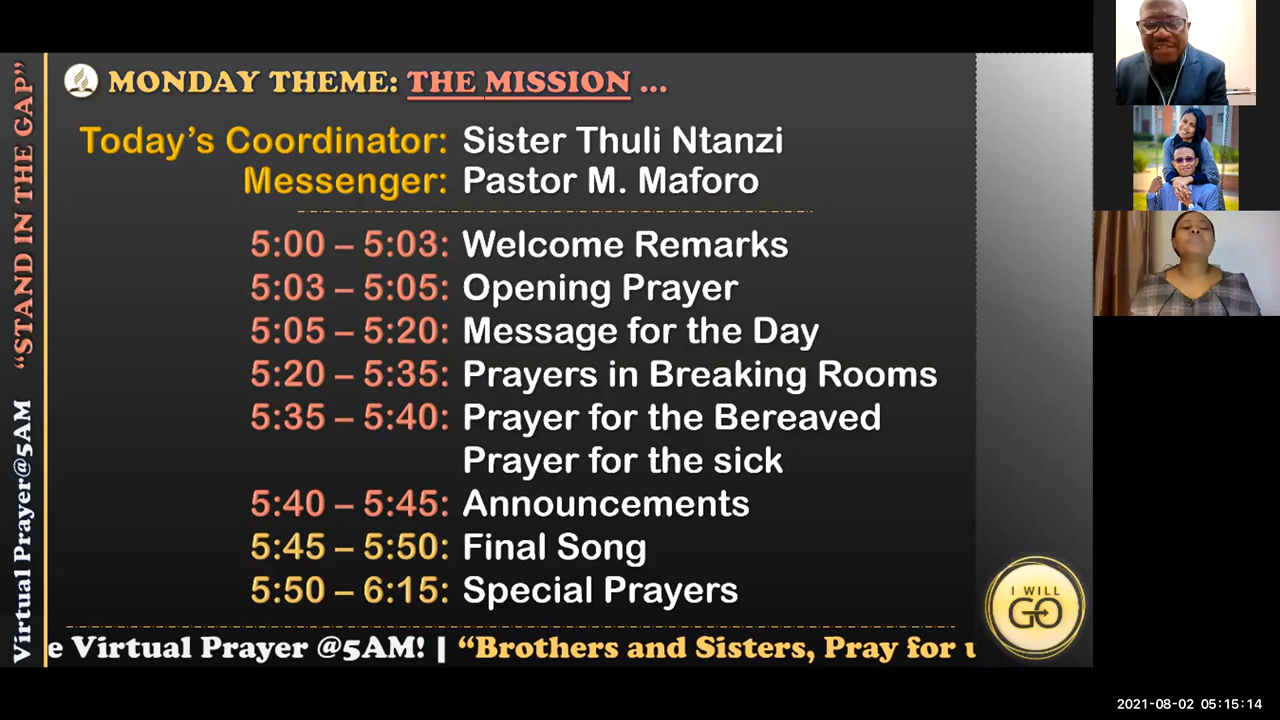 MONDAY THEME: THE MISSION ...
Today's Coordinator: Sister Thuli Ntanzi
Messenger: Pastor M. Maforo
5:00 – 5:03: Welcome Remarks
5:03 – 5:05: Opening Prayer
5:05 – 5:20: Message for the Day
5:20 – 5:35: Prayers in Breaking Rooms
5:35 – 5:40: Prayer for the Bereaved
Prayer for the sick
5:40 – 5:45: Announcements
5:45 – 5:50: Final Song
5:50 – 6:15: Special Prayers
e Virtual Prayer @5AM! | “Brothers and Sisters, Pray for u
Virtual Prayer@5AM “STAND IN THE GAP”
I WILL
GO
2021-08-02 05:15:14